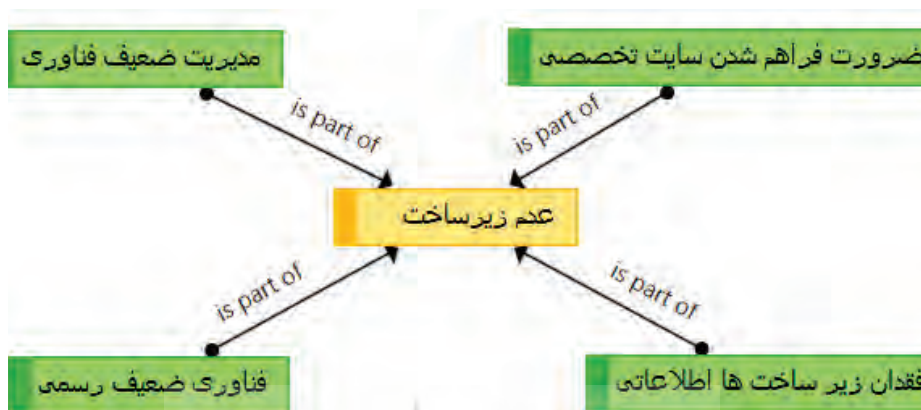 ضرورت فراهم شدن سایت تخصصی
مدیریت ضعیف فناوری
is part of
is part of
عدم زیرساخت
is part of
is part of
فقدان زیر ساخت ها اطلاعاتی
فناوری ضعیف رسمی